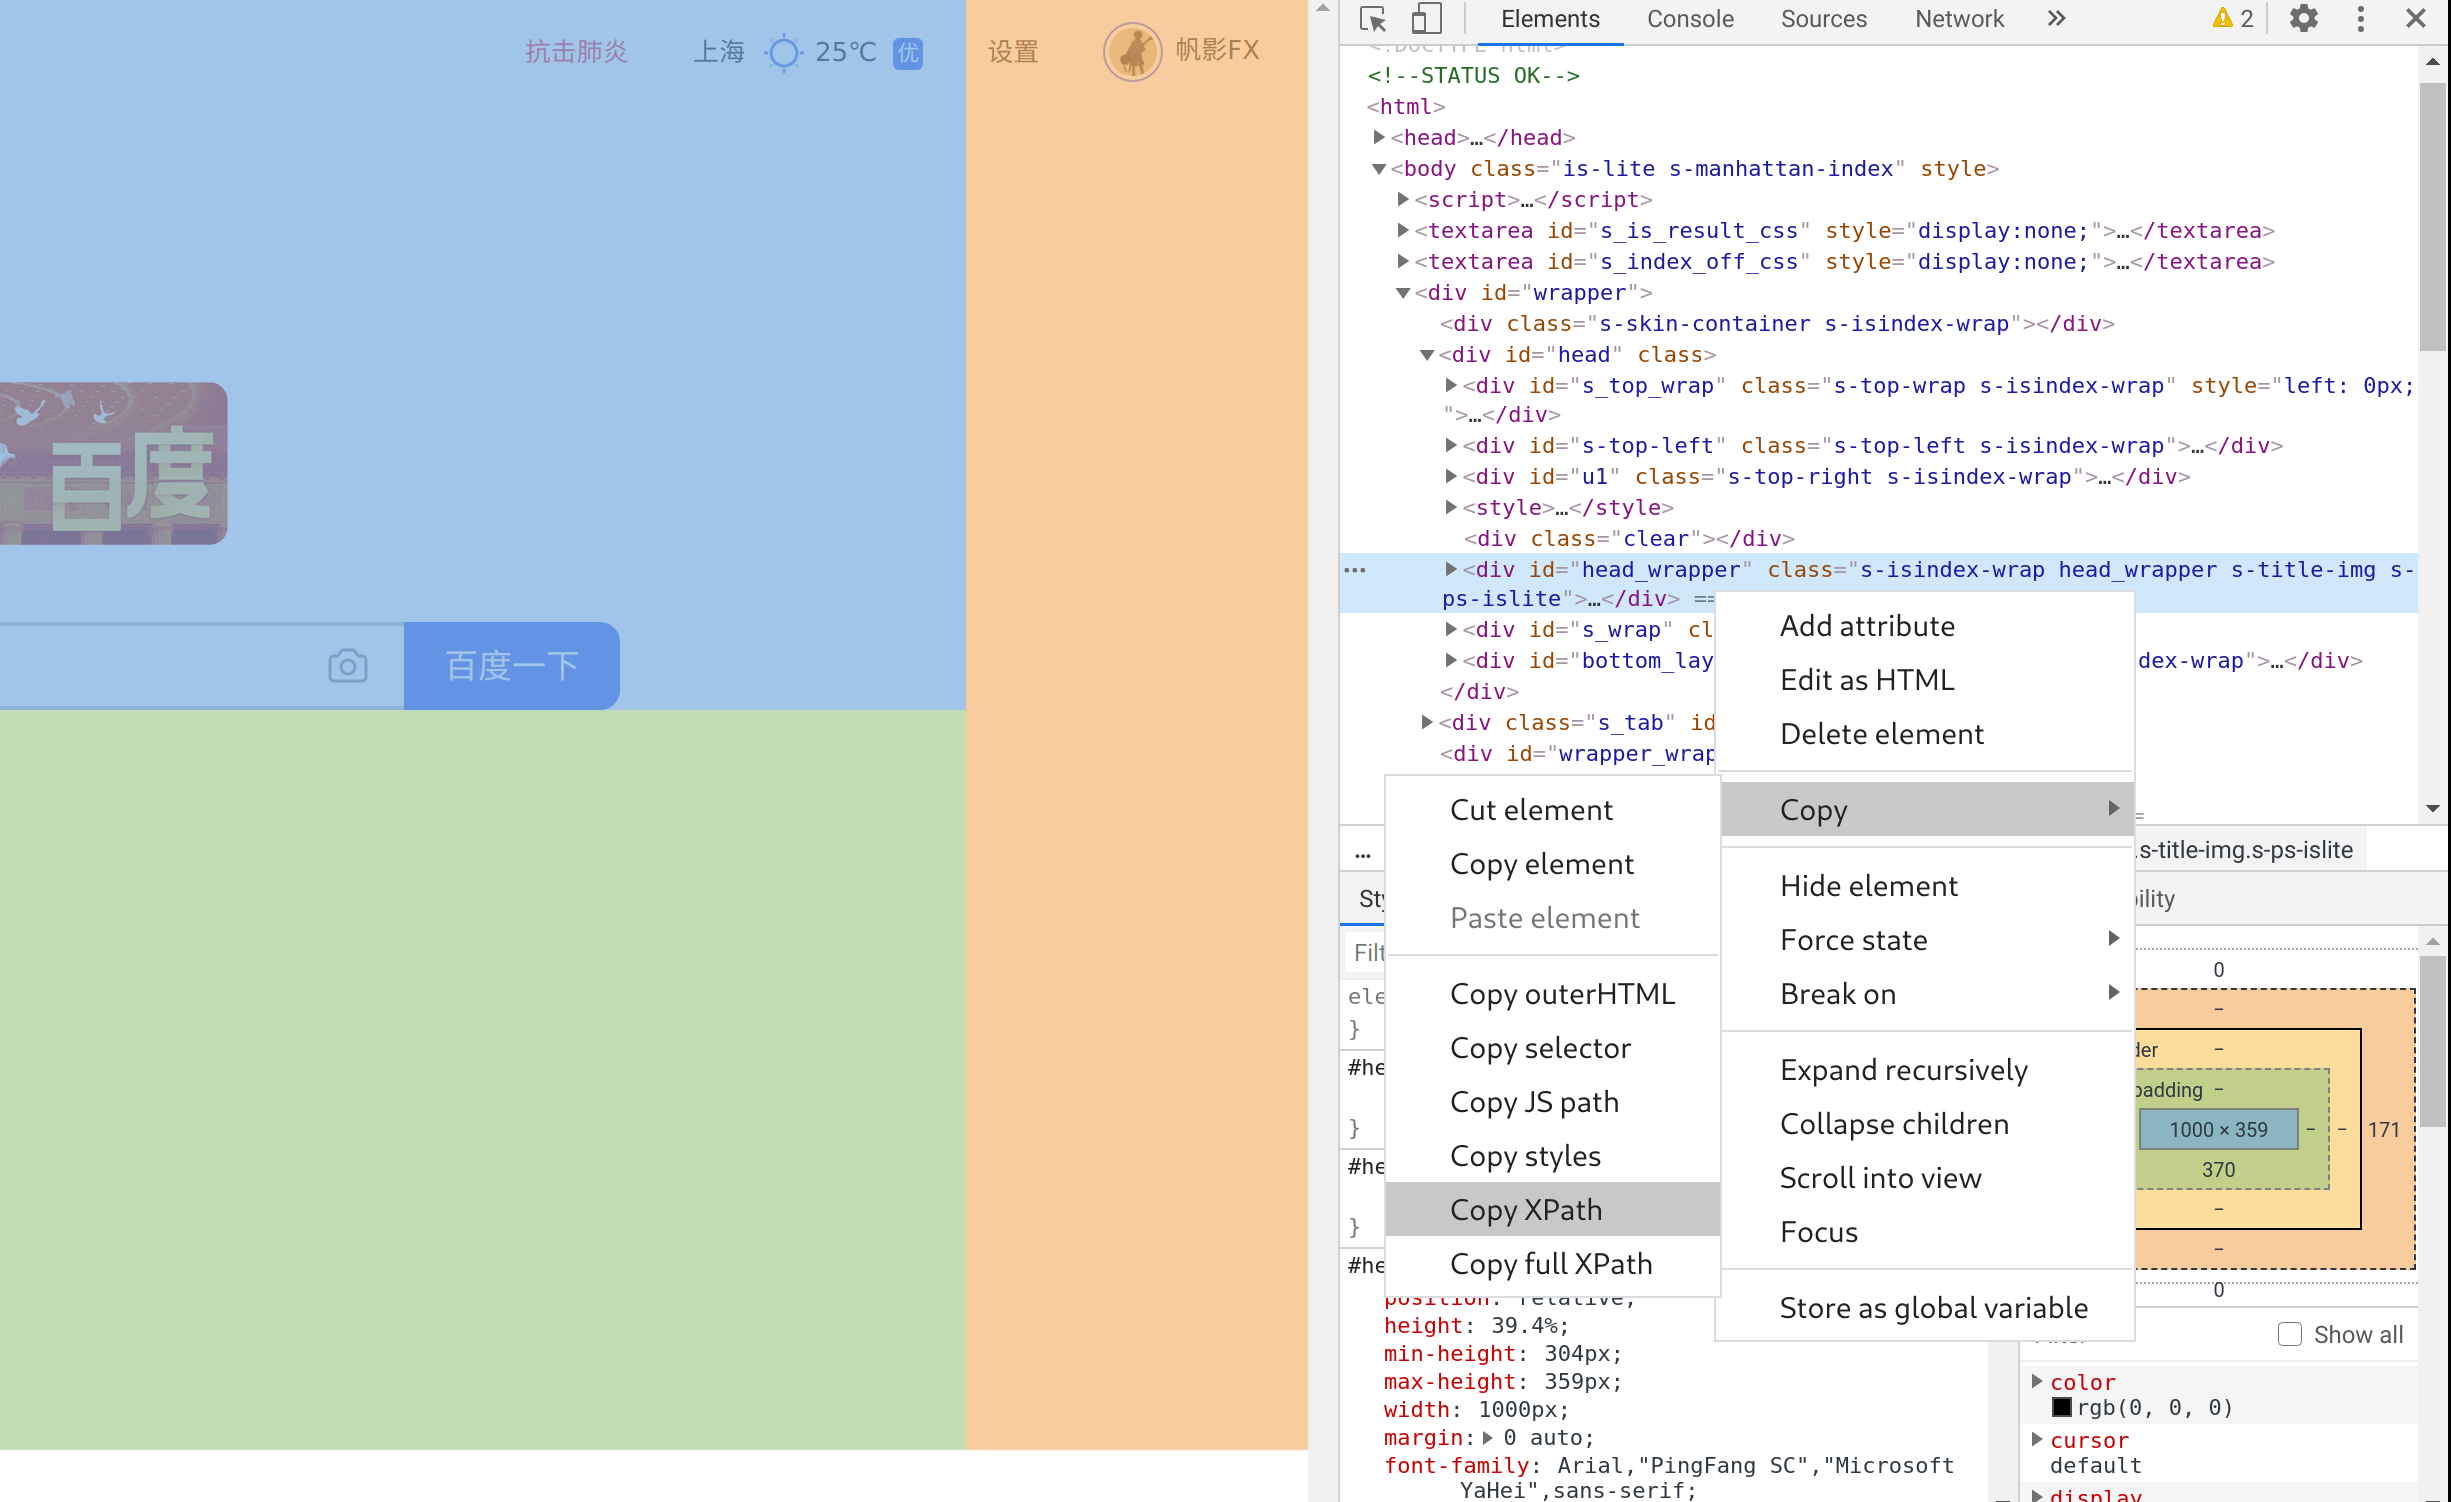 抗击肺炎 上海 25℃ 优 设置 帆影FX
百度
百度一下
Elements Console Sources Network 2
<!DOCTYPE html>
<!--STATUS OK-->
<html>
<head>…</head>
<body class="is-lite s-manhattan-index" style>
<script>…</script>
<textarea id="s_is_result_css" style="display:none;">…</textarea>
<textarea id="s_index_off_css" style="display:none;">…</textarea>
<div id="wrapper">
<div class="s-skin-container s-isindex-wrap"></div>
<div id="head" class>
<div id="s_top_wrap" class="s-top-wrap s-isindex-wrap" style="left: 0px;
">…</div>
<div id="s-top-left" class="s-top-left s-isindex-wrap">…</div>
<div id="u1" class="s-top-right s-isindex-wrap">…</div>
<style>…</style>
<div class="clear"></div>
<div id="head_wrapper" class="s-isindex-wrap head_wrapper s-title-img s-
ps-islite">…</div> ==
<div id="s_wrap" cl
<div id="bottom_lay dex-wrap">…</div>
</div>
<div class="s_tab" id
<div id="wrapper_wrap
Add attribute
Edit as HTML
Delete element
Copy
Hide element
Force state
Break on
Expand recursively
Collapse children
Scroll into view
Focus
Store as global variable
Cut element
Copy element
Paste element
Copy outerHTML
Copy selector
Copy JS path
Copy styles
Copy XPath
Copy full XPath
… .s-title-img.s-ps-islite
Sty bility
Filt
ele
}
#he
}
#he
}
#he
position: relative;
height: 39.4%;
min-height: 304px;
max-height: 359px;
width: 1000px;
margin: 0 auto;
font-family: Arial,"PingFang SC","Microsoft
YaHei",sans-serif;
0
–
der –
padding –
1000 × 359 – – 171
370
–
–
0
Filter Show all
color
rgb(0, 0, 0)
cursor
default
display